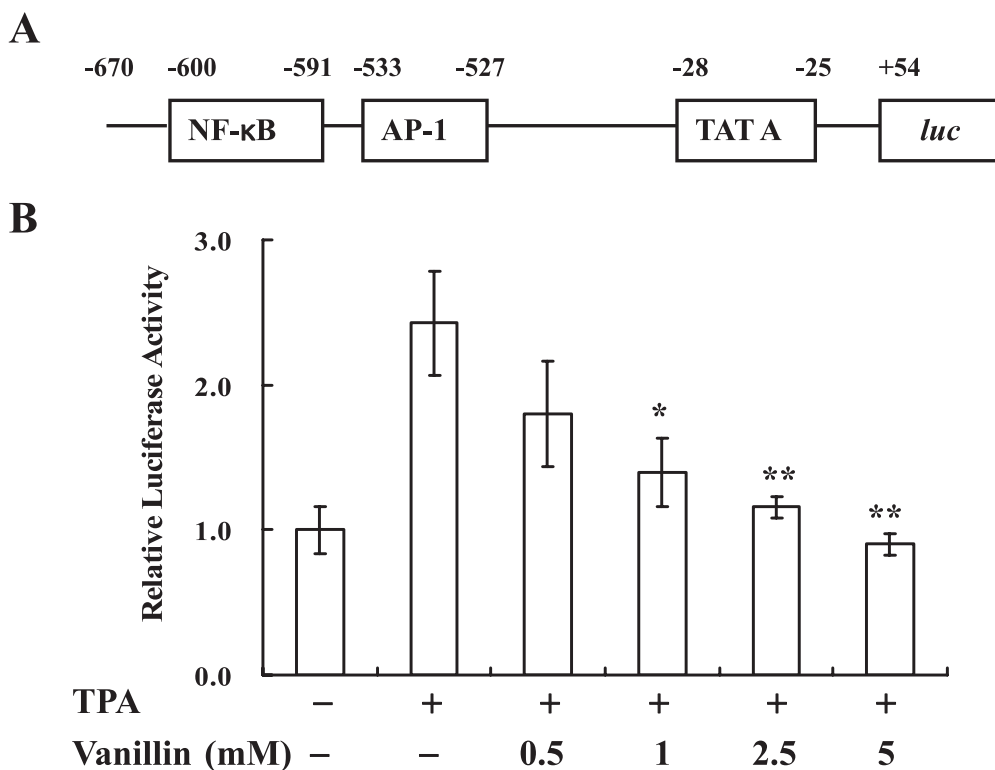 A
-670 -600 -591 -533 -527 -28 -25 +54
NF-κB AP-1 TAT A luc
B
3.0
2.0
1.0
0.0
Relative Luciferase Activity
*
**
**
TPA – + + + + +
Vanillin (mM) – – 0.5 1 2.5 5